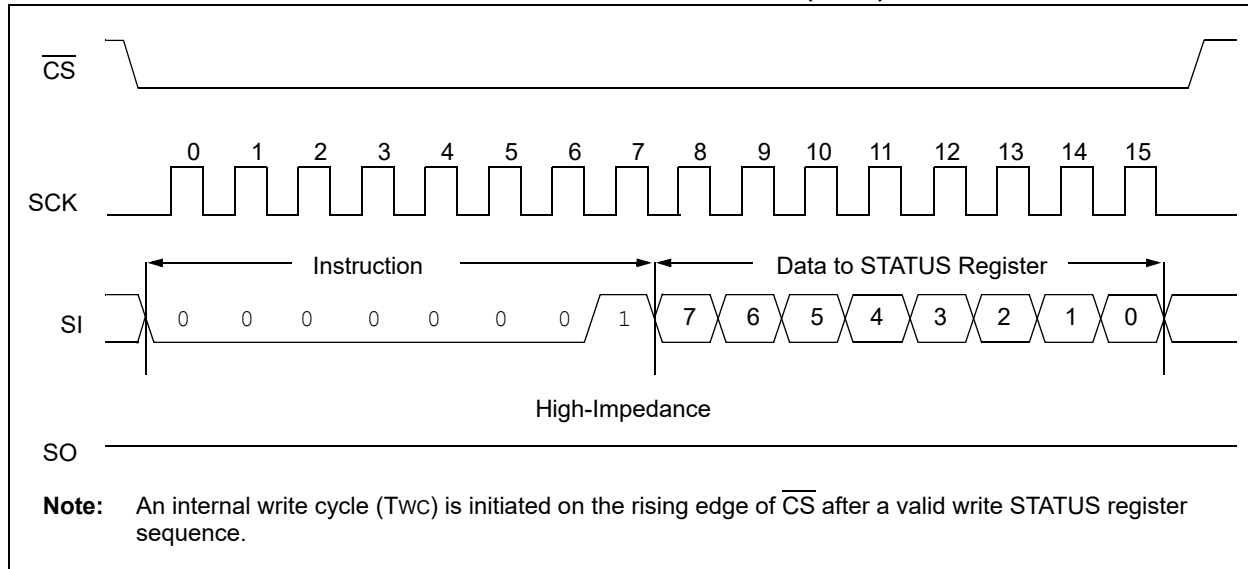 CS
0 1 2 3 4 5 6 7 8 9 10 11 12 13 14 15
SCK
Instruction Data to STATUS Register
SI 0 0 0 0 0 0 0 1 7 6 5 4 3 2 1 0
High-Impedance
SO
Note: An internal write cycle (TWC) is initiated on the rising edge of CS after a valid write STATUS register
sequence.